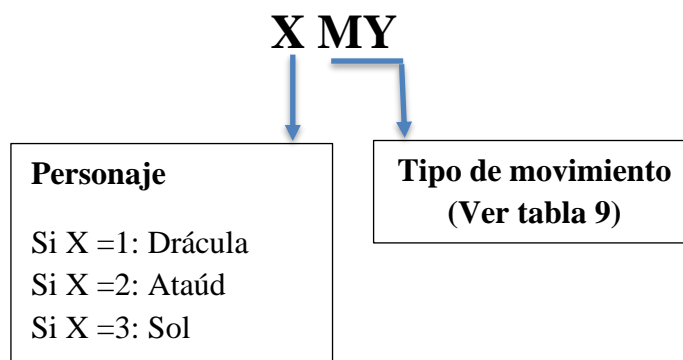 X MY
Personaje
Si X =1: Drácula
Si X =2: Ataúd
Si X =3: Sol
Tipo de movimiento
(Ver tabla 9)